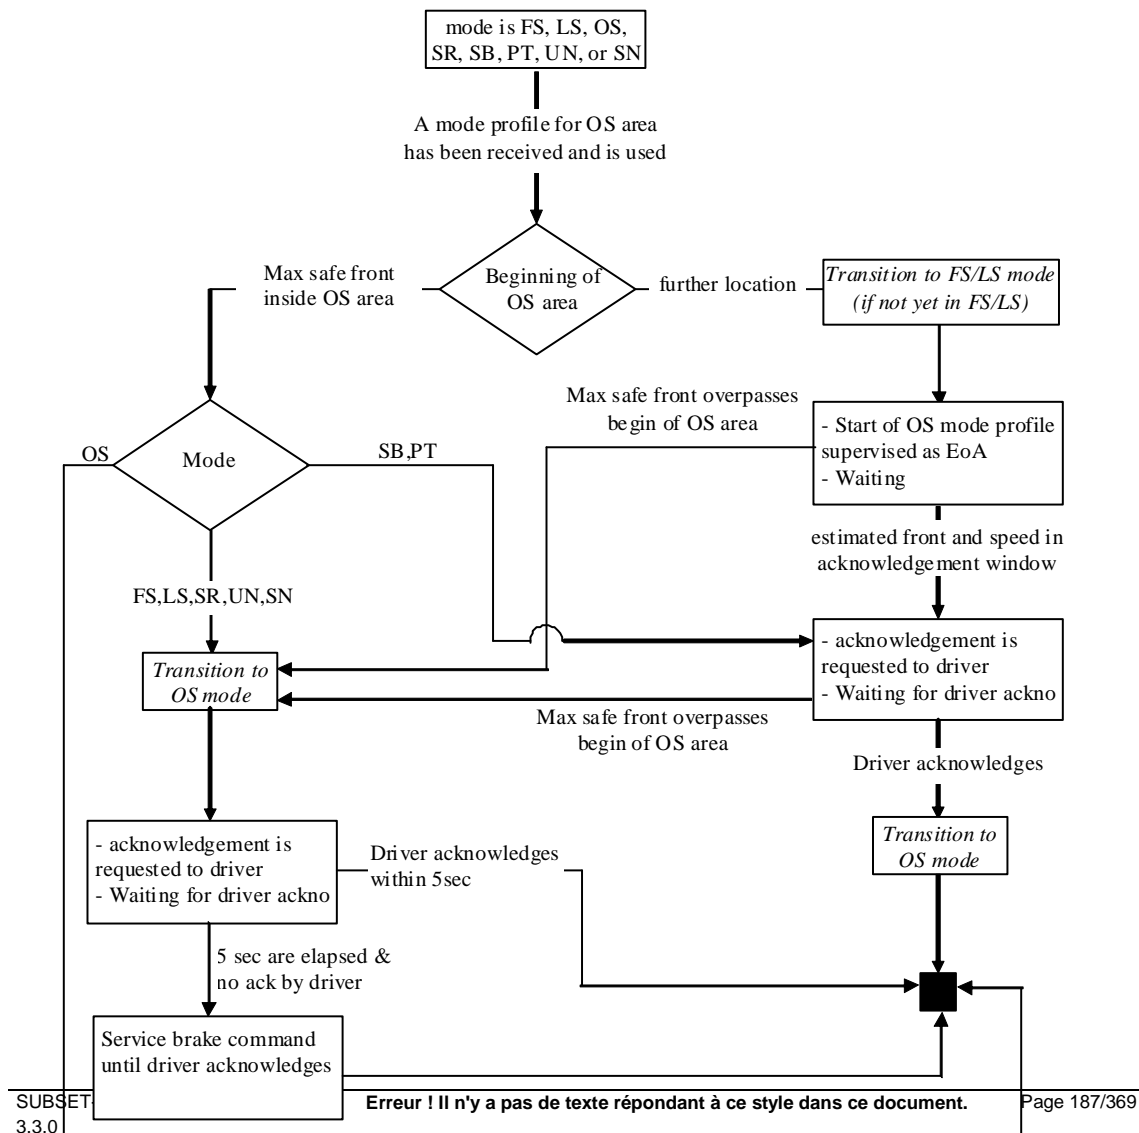 mode is FS, LS, OS,
SR, SB, PT, UN, or SN
A mode profile for OS area
has been received and is used
Beginning of
OS area
Max safe front
inside OS area
further location
Transition to FS/LS mode
(if not yet in FS/LS)
Max safe front overpasses
begin of OS area
- Start of OS mode profile
supervised as EoA
- Waiting
OS
Mode
SB,PT
estimated front and speed in
acknowledgement window
FS,LS,SR,UN,SN
- acknowledgement is
requested to driver
- Waiting for driver ackno
Transition to
OS mode
Max safe front overpasses
begin of OS area
Driver acknowledges
Transition to
OS mode
- acknowledgement is
requested to driver
- Waiting for driver ackno
Driver acknowledges
within 5sec
5 sec are elapsed &
no ack by driver
Service brake command
until driver acknowledges
SUBSET-
3.3.0
Erreur ! Il n'y a pas de texte répondant à ce style dans ce document.
Page 187/369